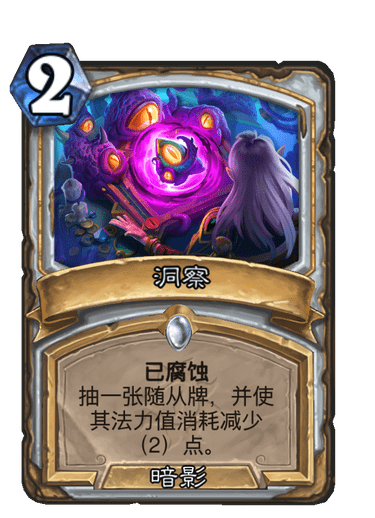 2
洞察
已腐蚀
抽一张随从牌，并使
其法力值消耗减少
（2）点。
暗影